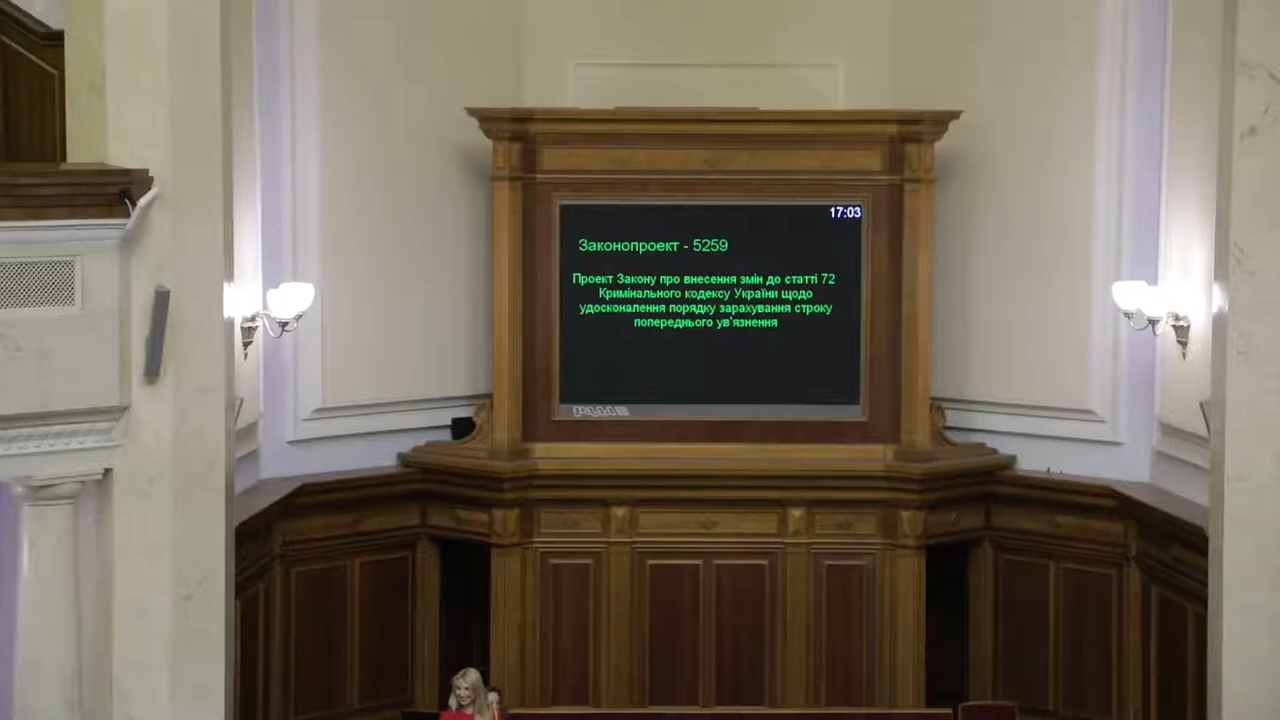 17:03
Законопроект - 5259
Проект Закону про внесення змін до статті 72
Кримінального кодексу України щодо
удосконалення порядку зарахування строку
попереднього ув'язнення
РАДА